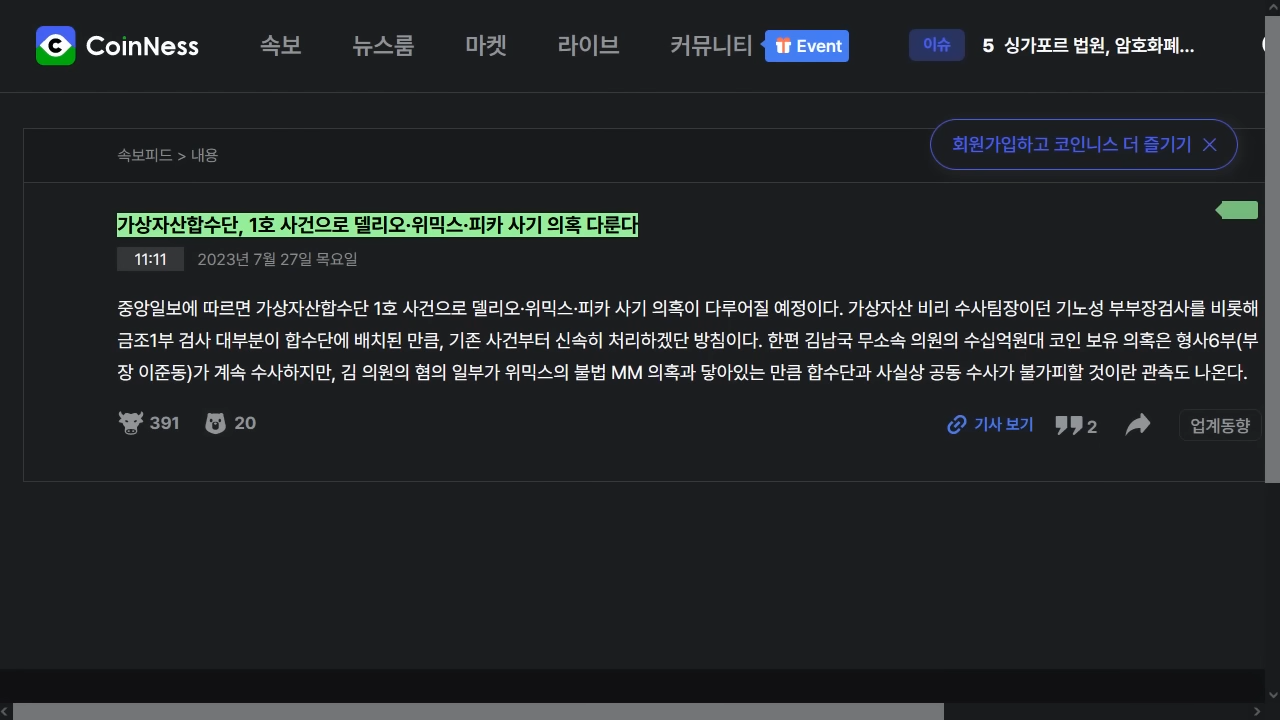 CoinNess 속보 뉴스룸 마켓 라이브 커뮤니티 Event 이슈 5 싱가포르 법원, 암호화폐...
회원가입하고 코인니스 더 즐기기
속보피드 > 내용
가상자산합수단, 1호 사건으로 델리오·위믹스·피카 사기 의혹 다룬다
11:11 2023년 7월 27일 목요일
중앙일보에 따르면 가상자산합수단 1호 사건으로 델리오·위믹스·피카 사기 의혹이 다루어질 예정이다. 가상자산 비리 수사팀장이던 기노성 부부장검사를 비롯해
금조1부 검사 대부분이 합수단에 배치된 만큼, 기존 사건부터 신속히 처리하겠단 방침이다. 한편 김남국 무소속 의원의 수십억원대 코인 보유 의혹은 형사6부(부
장 이준동)가 계속 수사하지만, 김 의원의 혐의 일부가 위믹스의 불법 MM 의혹과 닿아있는 만큼 합수단과 사실상 공동 수사가 불가피할 것이란 관측도 나온다.
391 20 기사 보기 2 업계동향